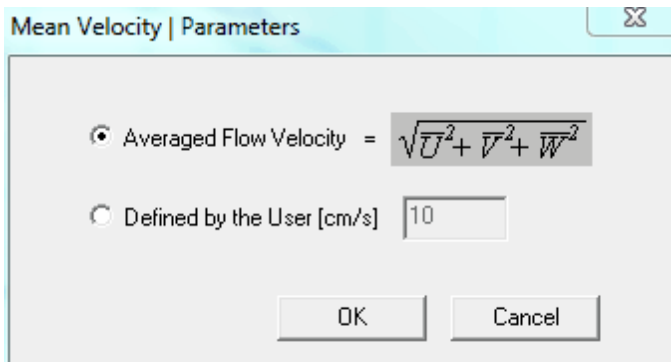 Mean Velocity | Parameters
Averaged Flow Velocity = √(U̅²+ V̅²+ W̅²)
Defined by the User [cm/s] 10
OK Cancel